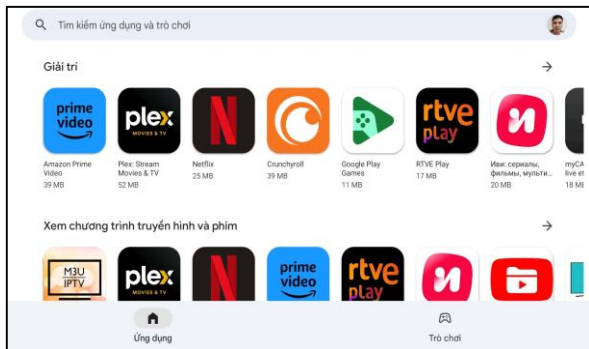 Tìm kiếm ứng dụng và trò chơi
Giải trí
prime
video
plex
MOVIES & TV
N
rtve
play
Amazon Prime
Video
39 MB
Plex: Stream
Movies & TV
52 MB
Netflix
25 MB
Crunchyroll
39 MB
Google Play
Games
11 MB
RTVE Play
17 MB
Иви: сериалы,
фильмы, мульти...
20 MB
myCA
live et
18 MB
Xem chương trình truyền hình và phim
M3U
IPTV
plex
MOVIES & TV
N
prime
video
rtve
play
Ứng dụng
Trò chơi